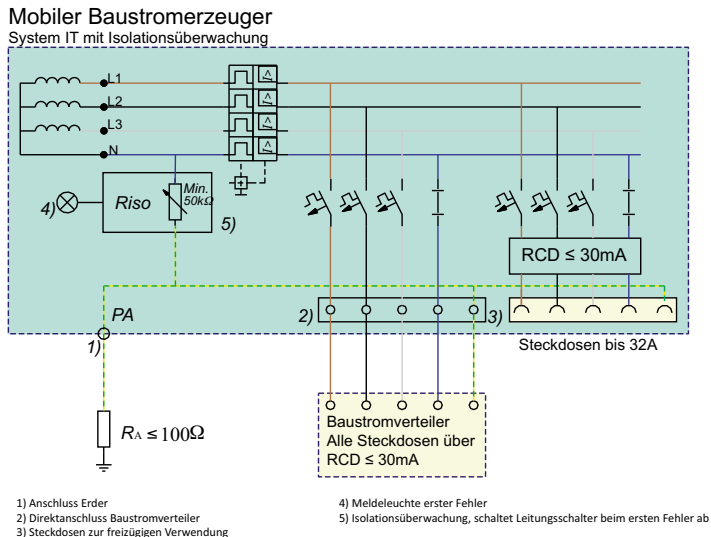 Mobiler Baustromerzeuger
System IT mit Isolationsüberwachung
L1
L2
L3
N
I>
I>
I>
I>
4)
Riso
Min.
50kΩ
5)
RCD ≤ 30mA
PA
1)
2)
3)
Steckdosen bis 32A
RA ≤ 100Ω
Baustromverteiler
Alle Steckdosen über
RCD ≤ 30mA
1) Anschluss Erder
2) Direktanschluss Baustromverteiler
3) Steckdosen zur freizügigen Verwendung
4) Meldeleuchte erster Fehler
5) Isolationsüberwachung, schaltet Leitungsschalter beim ersten Fehler ab